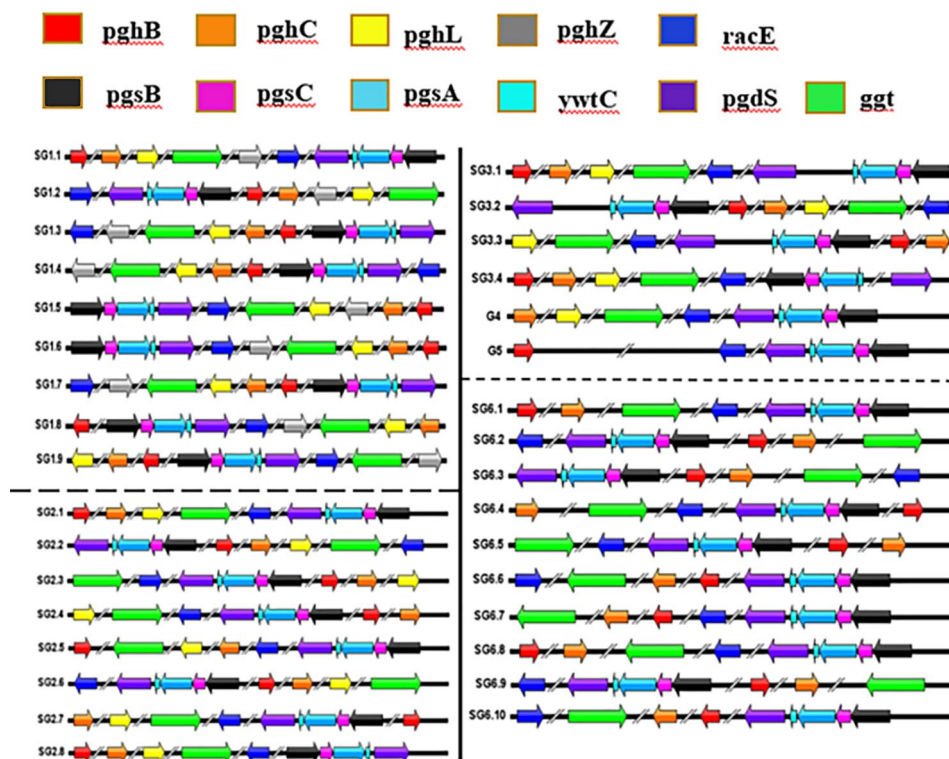 pghB pghC pghL pghZ racE
pgsB pgsC pgsA ywtC pgdS ggt
SG1.1
SG1.2
SG1.3
SG1.4
SG1.5
SG1.6
SG1.7
SG1.8
SG1.9
SG2.1
SG2.2
SG2.3
SG2.4
SG2.5
SG2.6
SG2.7
SG2.8
SG3.1
SG3.2
SG3.3
SG3.4
G4
G5
SG6.1
SG6.2
SG6.3
SG6.4
SG6.5
SG6.6
SG6.7
SG6.8
SG6.9
SG6.10